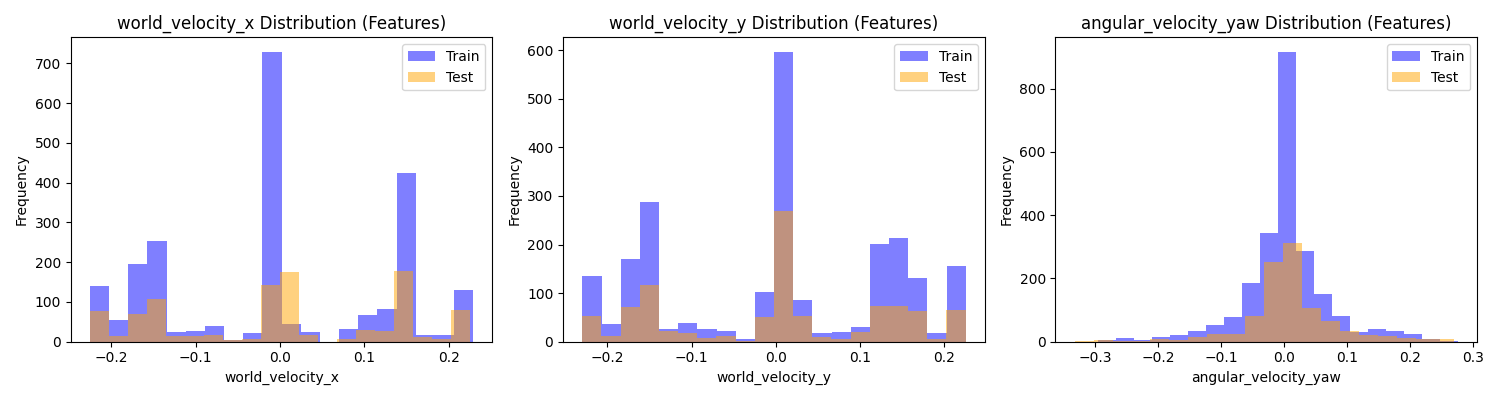 world_velocity_x Distribution (Features)
Train
Test
Frequency
700
600
500
400
300
200
100
0
−0.2
−0.1
0.0
0.1
0.2
world_velocity_x
world_velocity_y Distribution (Features)
Train
Test
Frequency
600
500
400
300
200
100
0
−0.2
−0.1
0.0
0.1
0.2
world_velocity_y
angular_velocity_yaw Distribution (Features)
Train
Test
Frequency
800
600
400
200
0
−0.3
−0.2
−0.1
0.0
0.1
0.2
0.3
angular_velocity_yaw